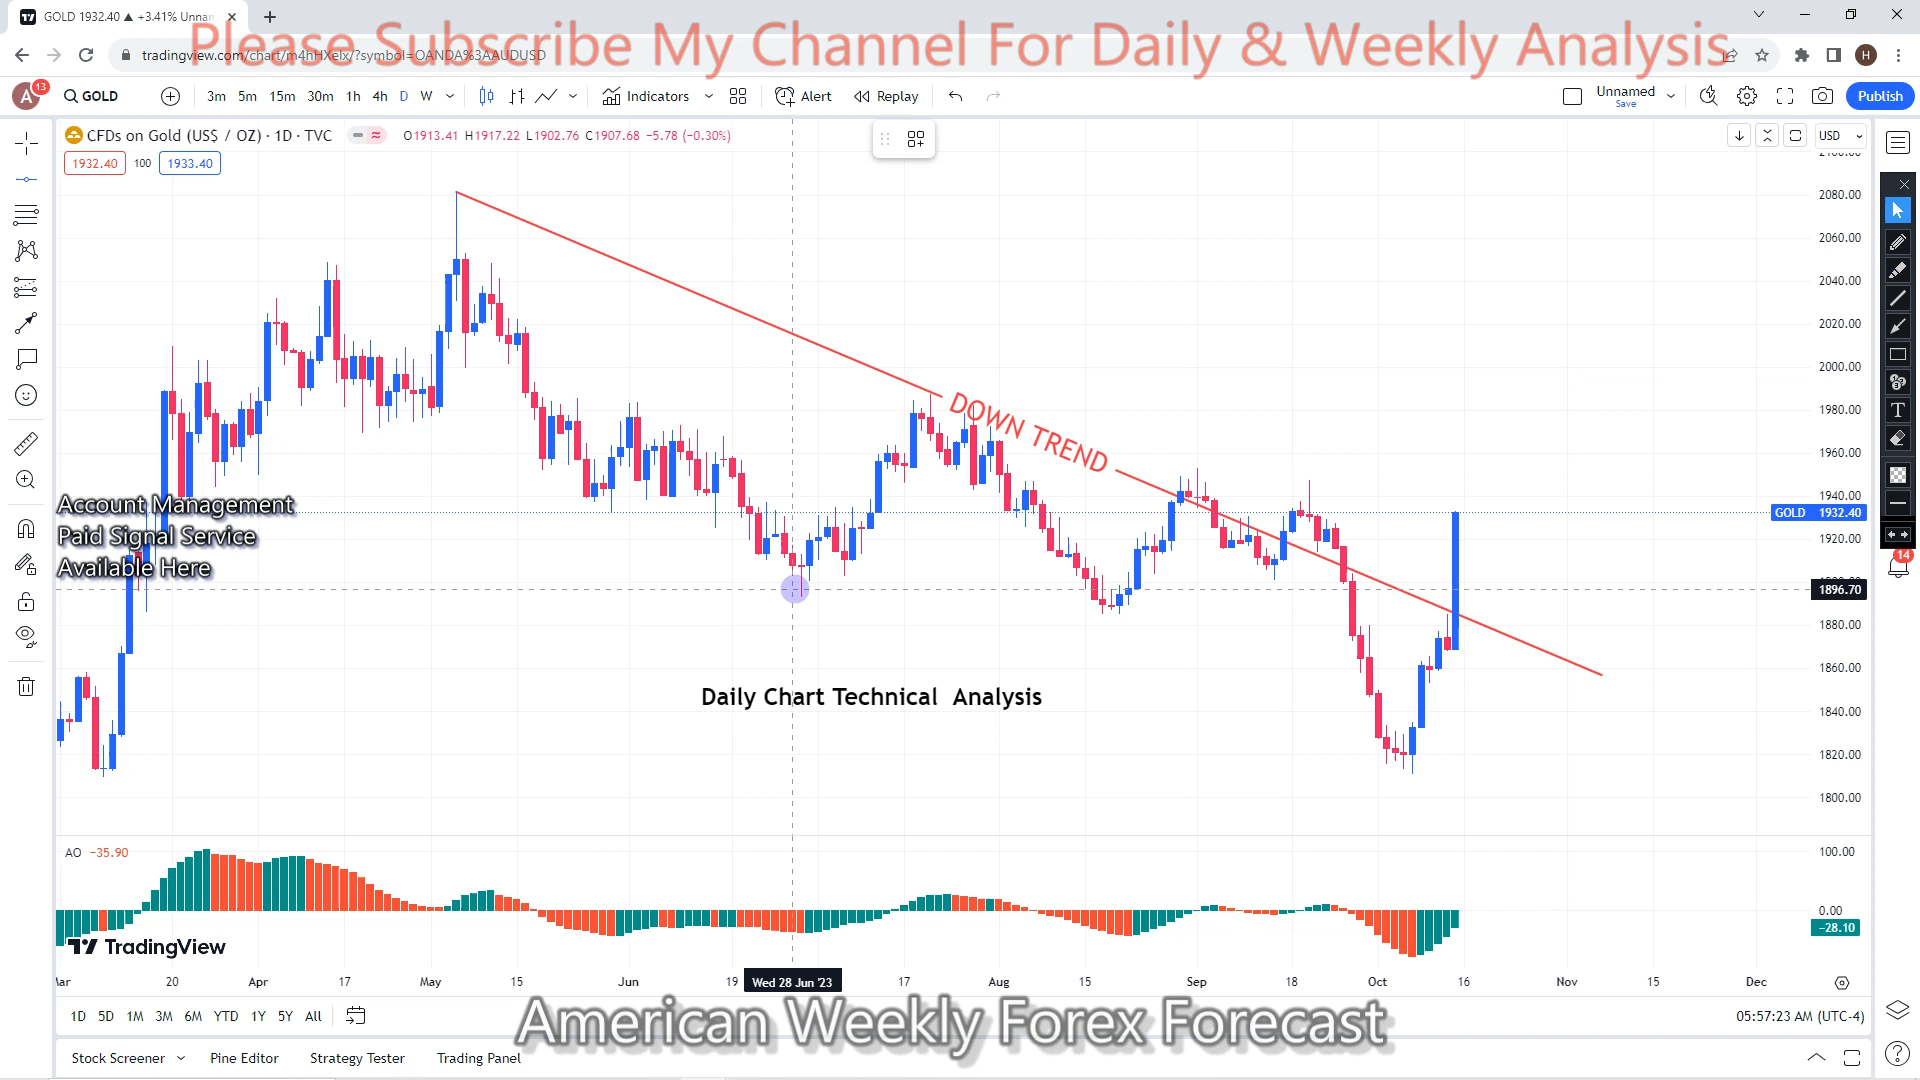 GOLD 1932.40 ▲ +3.41% Unnan
Please Subscribe My Channel For Daily & Weekly Analysis
tradingview.com/chart/m4hHXelx/?symbol=OANDA%3AAUDUSD
H
A 13 GOLD 3m 5m 15m 30m 1h 4h D W Indicators Alert Replay Unnamed Save Publish
CFDs on Gold (US$ / OZ) · 1D · TVC O1913.41 H1917.22 L1902.76 C1907.68 −5.78 (−0.30%)
USD
1932.40 100 1933.40
2080.00
2060.00
2040.00
2020.00
2000.00
DOWN TREND
1980.00
1960.00
1940.00
Account Management
GOLD 1932.40
Paid Signal Service
1920.00
14
Available Here
1896.70
1880.00
1860.00
Daily Chart Technical Analysis
1840.00
1820.00
1800.00
AO −35.90
100.00
0.00
−28.10
TradingView
20 Apr 17 May 15 Jun 19 Wed 28 Jun '23 17 Aug 15 Sep 18 Oct 16 Nov 15 Dec
1D 5D 1M 3M 6M YTD 1Y 5Y All
05:57:23 AM (UTC-4)
American Weekly Forex Forecast
Stock Screener Pine Editor Strategy Tester Trading Panel